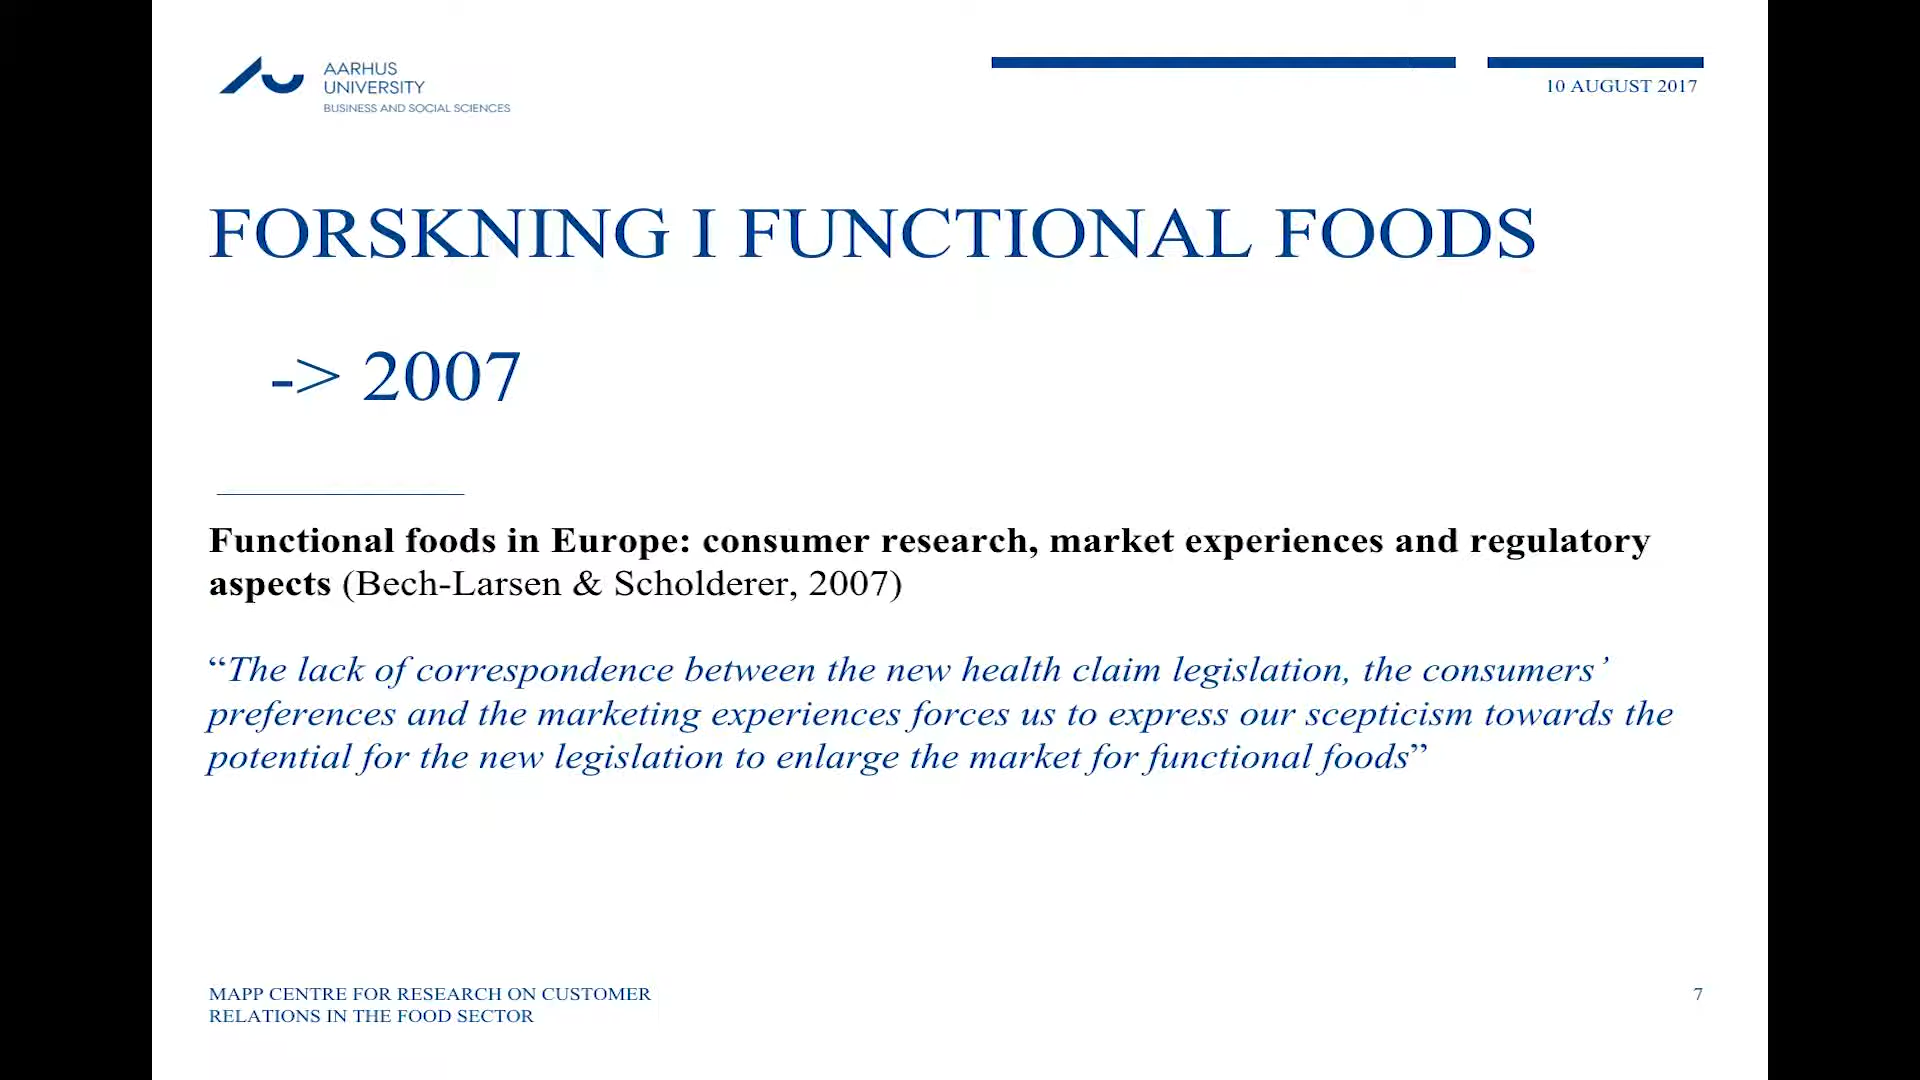 AARHUS
UNIVERSITY
BUSINESS AND SOCIAL SCIENCES
10 AUGUST 2017
FORSKNING I FUNCTIONAL FOODS
-> 2007
Functional foods in Europe: consumer research, market experiences and regulatory
aspects (Bech-Larsen & Scholderer, 2007)
“The lack of correspondence between the new health claim legislation, the consumers’
preferences and the marketing experiences forces us to express our scepticism towards the
potential for the new legislation to enlarge the market for functional foods”
MAPP CENTRE FOR RESEARCH ON CUSTOMER
RELATIONS IN THE FOOD SECTOR
7